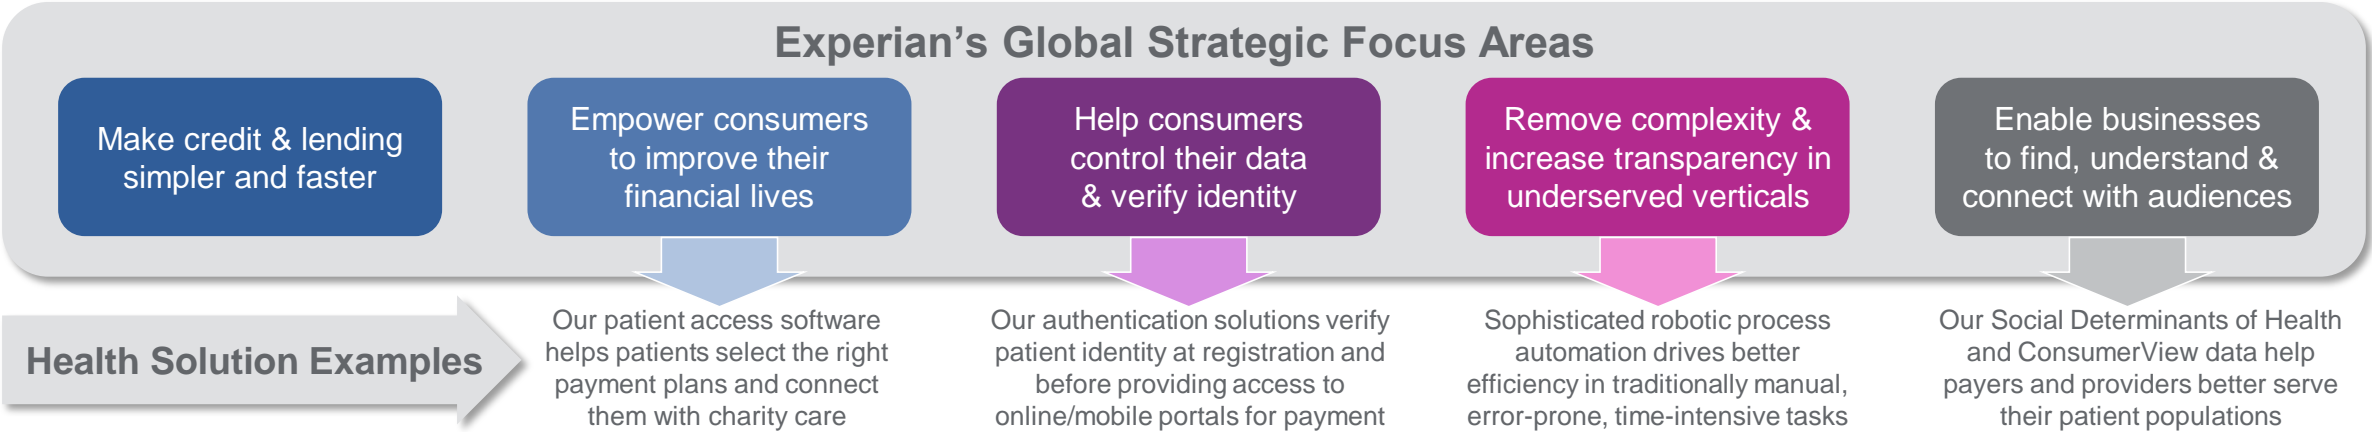 Experian’s Global Strategic Focus Areas
Make credit & lending
simpler and faster
Empower consumers
to improve their
financial lives
Help consumers
control their data
& verify identity
Remove complexity &
increase transparency in
underserved verticals
Enable businesses
to find, understand &
connect with audiences
Health Solution Examples
Our patient access software
helps patients select the right
payment plans and connect
them with charity care
Our authentication solutions verify
patient identity at registration and
before providing access to
online/mobile portals for payment
Sophisticated robotic process
automation drives better
efficiency in traditionally manual,
error-prone, time-intensive tasks
Our Social Determinants of Health
and ConsumerView data help
payers and providers better serve
their patient populations